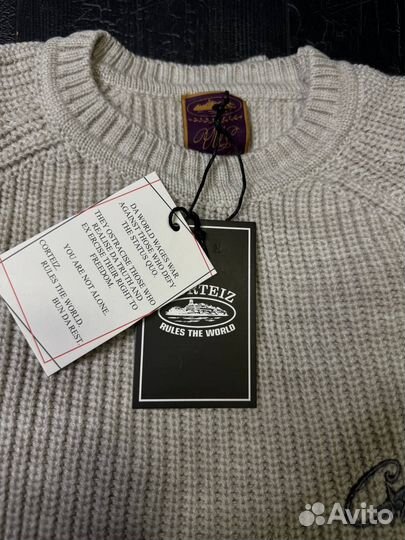 DA WORLD WAGES WAR
AGAINST THOSE WHO DEFY
THE STATUS QUO.
THEY OSTRACISE THOSE WHO
REALISE DA TRUTH AND
EXERCISE THEIR RIGHT TO
FREEDOM.
YOU ARE NOT ALONE.
CORTEIZ
RULES THE WORLD
BUN DA REST
RULES THE WORLD
Avito